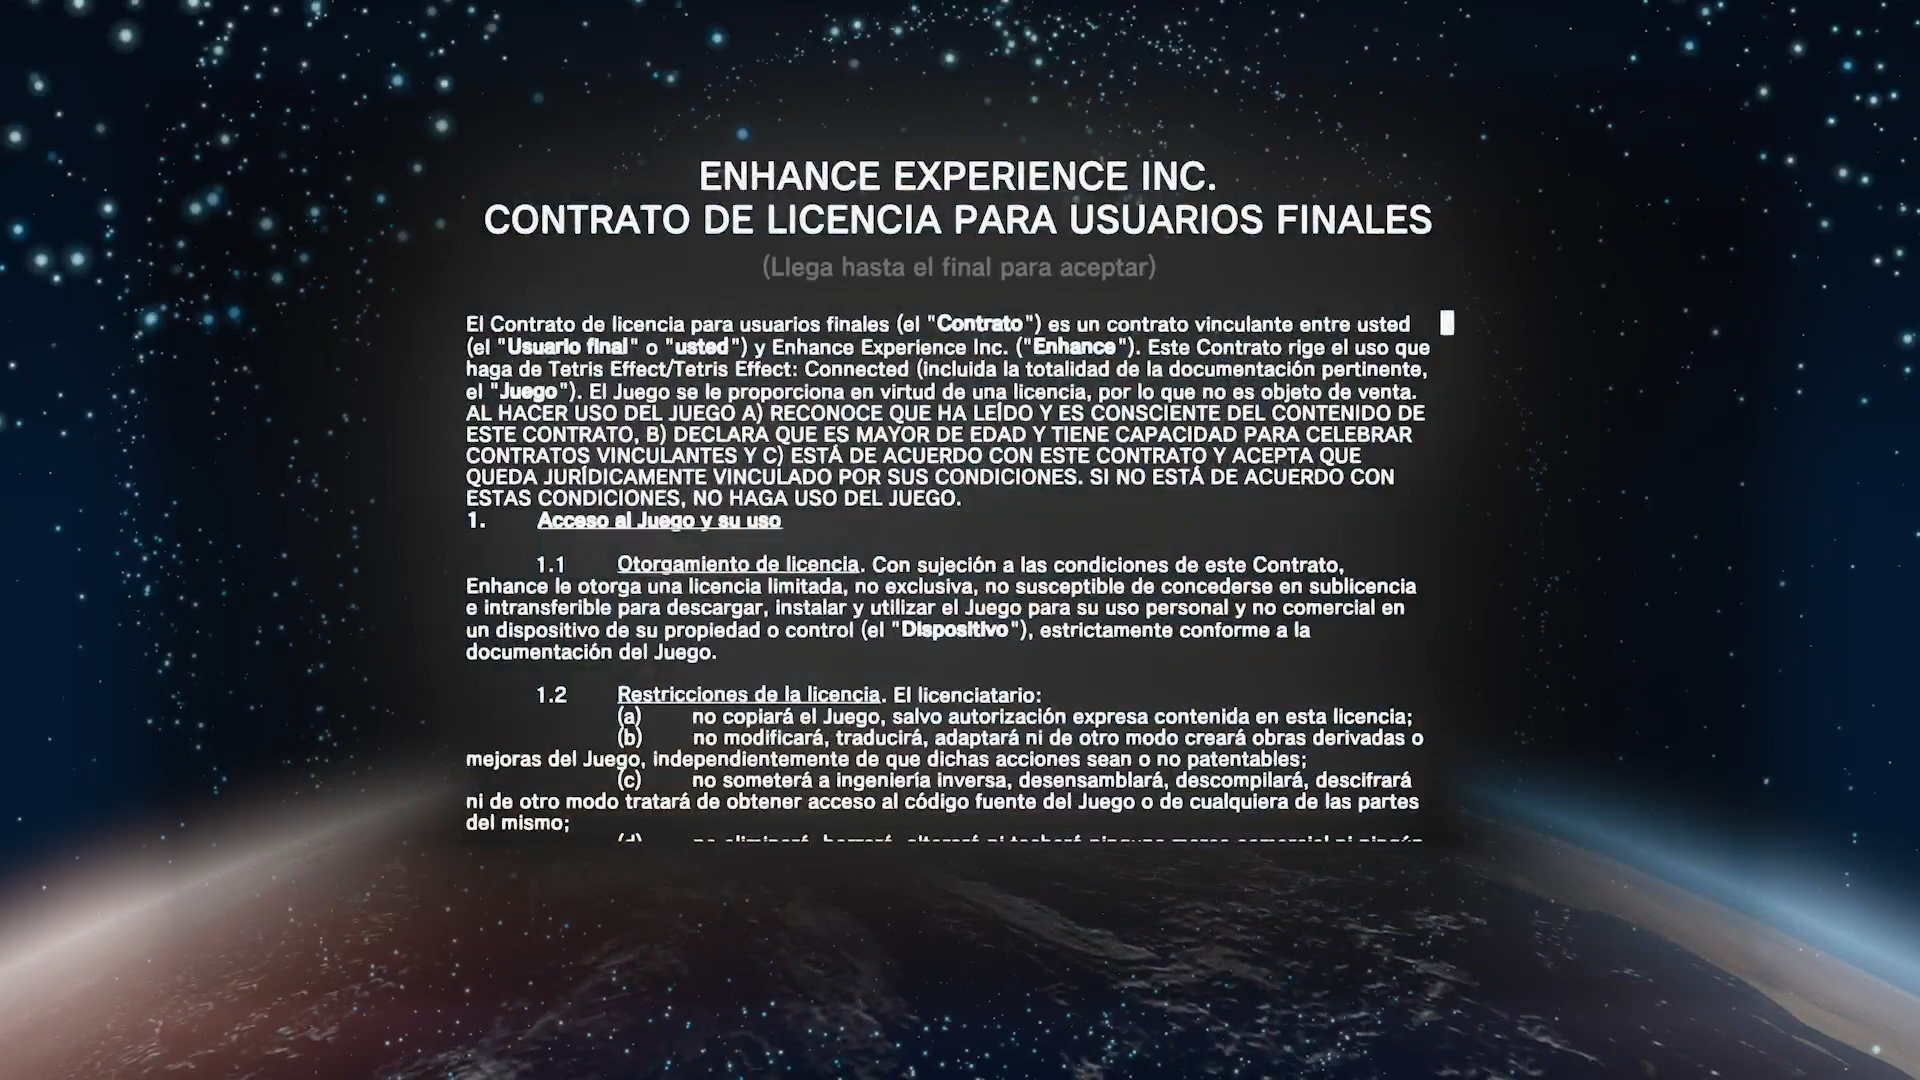 ENHANCE EXPERIENCE INC.
CONTRATO DE LICENCIA PARA USUARIOS FINALES
(Llega hasta el final para aceptar)
El Contrato de licencia para usuarios finales (el "Contrato") es un contrato vinculante entre usted
(el "Usuario final" o "usted") y Enhance Experience Inc. ("Enhance"). Este Contrato rige el uso que
haga de Tetris Effect/Tetris Effect: Connected (incluida la totalidad de la documentación pertinente,
el "Juego"). El Juego se le proporciona en virtud de una licencia, por lo que no es objeto de venta.
AL HACER USO DEL JUEGO A) RECONOCE QUE HA LEÍDO Y ES CONSCIENTE DEL CONTENIDO DE
ESTE CONTRATO, B) DECLARA QUE ES MAYOR DE EDAD Y TIENE CAPACIDAD PARA CELEBRAR
CONTRATOS VINCULANTES Y C) ESTÁ DE ACUERDO CON ESTE CONTRATO Y ACEPTA QUE
QUEDA JURÍDICAMENTE VINCULADO POR SUS CONDICIONES. SI NO ESTÁ DE ACUERDO CON
ESTAS CONDICIONES, NO HAGA USO DEL JUEGO.
1. Acceso al Juego y su uso
1.1 Otorgamiento de licencia. Con sujeción a las condiciones de este Contrato,
Enhance le otorga una licencia limitada, no exclusiva, no susceptible de concederse en sublicencia
e intransferible para descargar, instalar y utilizar el Juego para su uso personal y no comercial en
un dispositivo de su propiedad o control (el "Dispositivo"), estrictamente conforme a la
documentación del Juego.
1.2 Restricciones de la licencia. El licenciatario:
(a) no copiará el Juego, salvo autorización expresa contenida en esta licencia;
(b) no modificará, traducirá, adaptará ni de otro modo creará obras derivadas o
mejoras del Juego, independientemente de que dichas acciones sean o no patentables;
(c) no someterá a ingeniería inversa, desensamblará, descompilará, descifrará
ni de otro modo tratará de obtener acceso al código fuente del Juego o de cualquiera de las partes
del mismo;
(d) no eliminará, borrará, alterará ni tachará ninguna marca comercial ni ningún